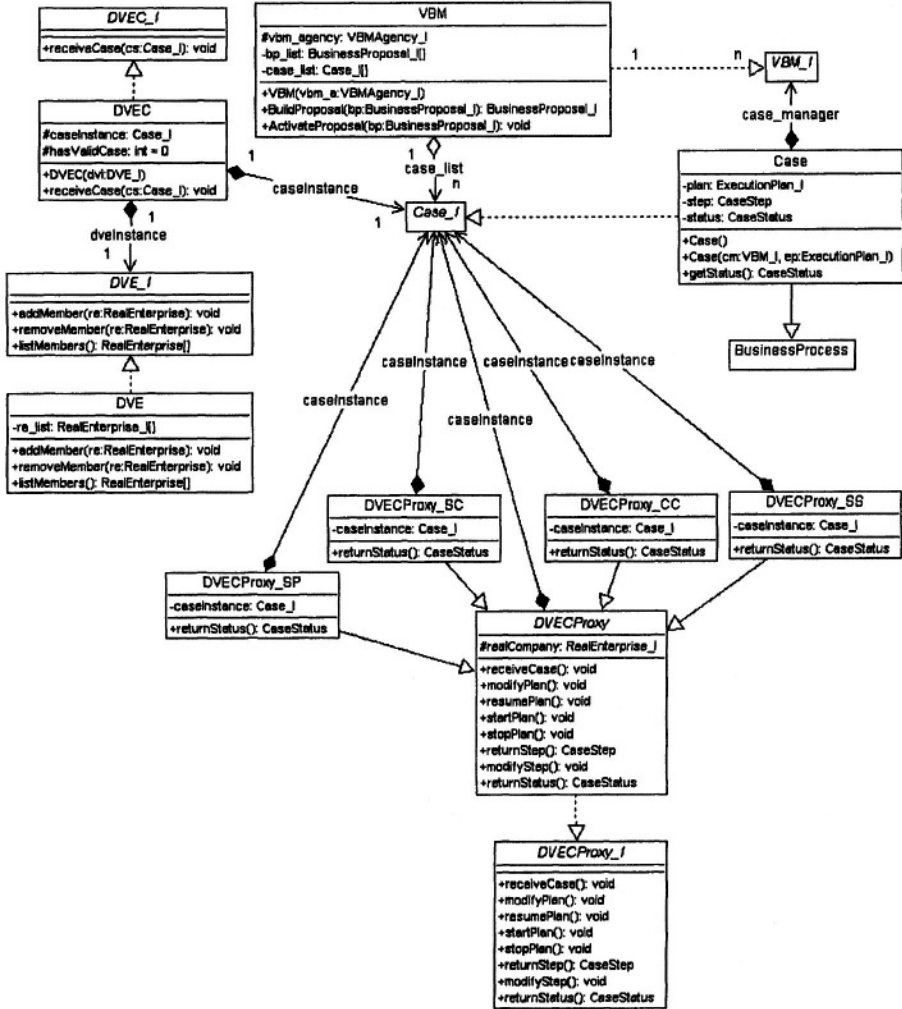 DVEC_I
+receiveCase(cs:Case_I): void
DVEC
#caseInstance: Case_I
#hasValidCase: int = 0
+DVEC(dvi:DVE_I)
+receiveCase(cs:Case_I): void
1
caseInstance
1
1
dveInstance
1
DVE_I
+addMember(re:RealEnterprise): void
+removeMember(re:RealEnterprise): void
+listMembers(): RealEnterprise[]
DVE
-re_list: RealEnterprise_I[]
+addMember(re:RealEnterprise): void
+removeMember(re:RealEnterprise): void
+listMembers(): RealEnterprise[]
VBM
#vbm_agency: VBMAgency_I
-bp_list: BusinessProposal_I[]
-case_list: Case_I[]
+VBM(vbm_a:VBMAgency_I)
+BuildProposal(bp:BusinessProposal_I): BusinessProposal_I
+ActivateProposal(bp:BusinessProposal_I): void
1
n
VBM_I
1
case_list
n
Case_I
case_manager
Case
-plan: ExecutionPlan_I
-step: CaseStep
-status: CaseStatus
+Case()
+Case(cm:VBM_I, ep:ExecutionPlan_I)
+getStatus(): CaseStatus
BusinessProcess
caseInstance
caseInstance
caseInstance
caseInstance
caseInstance
DVECProxy_SC
-caseInstance: Case_I
+returnStatus(): CaseStatus
DVECProxy_CC
-caseInstance: Case_I
+returnStatus(): CaseStatus
DVECProxy_SS
-caseInstance: Case_I
+returnStatus(): CaseStatus
DVECProxy_SP
-caseInstance: Case_I
+returnStatus(): CaseStatus
DVECProxy
#realCompany: RealEnterprise_I
+receiveCase(): void
+modifyPlan(): void
+resumePlan(): void
+startPlan(): void
+stopPlan(): void
+returnStep(): CaseStep
+modifyStep(): void
+returnStatus(): CaseStatus
DVECProxy_I
+receiveCase(): void
+modifyPlan(): void
+resumePlan(): void
+startPlan(): void
+stopPlan(): void
+returnStep(): CaseStep
+modifyStep(): void
+returnStatus(): CaseStatus